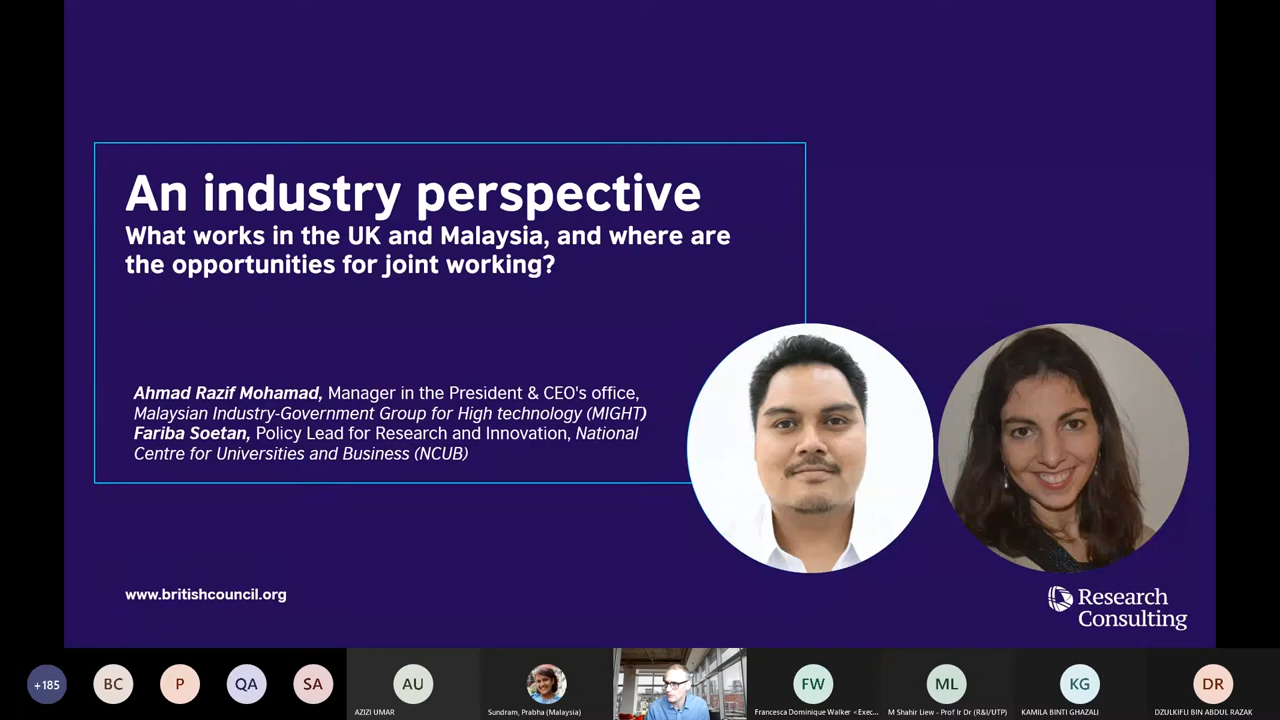 An industry perspective
What works in the UK and Malaysia, and where are
the opportunities for joint working?
Ahmad Razif Mohamad, Manager in the President & CEO's office,
Malaysian Industry-Government Group for High technology (MIGHT)
Fariba Soetan, Policy Lead for Research and Innovation, National
Centre for Universities and Business (NCUB)
www.britishcouncil.org
Research
Consulting
+185
BC
P
QA
SA
AU
FW
ML
KG
DR
AZIZI UMAR
Sundram, Prabha (Malaysia)
Francesca Dominique Walker <Exec...
M Shahir Liew - Prof Ir Dr (R&I/UTP)
KAMILA BINTI GHAZALI
DZULKIFLI BIN ABDUL RAZAK